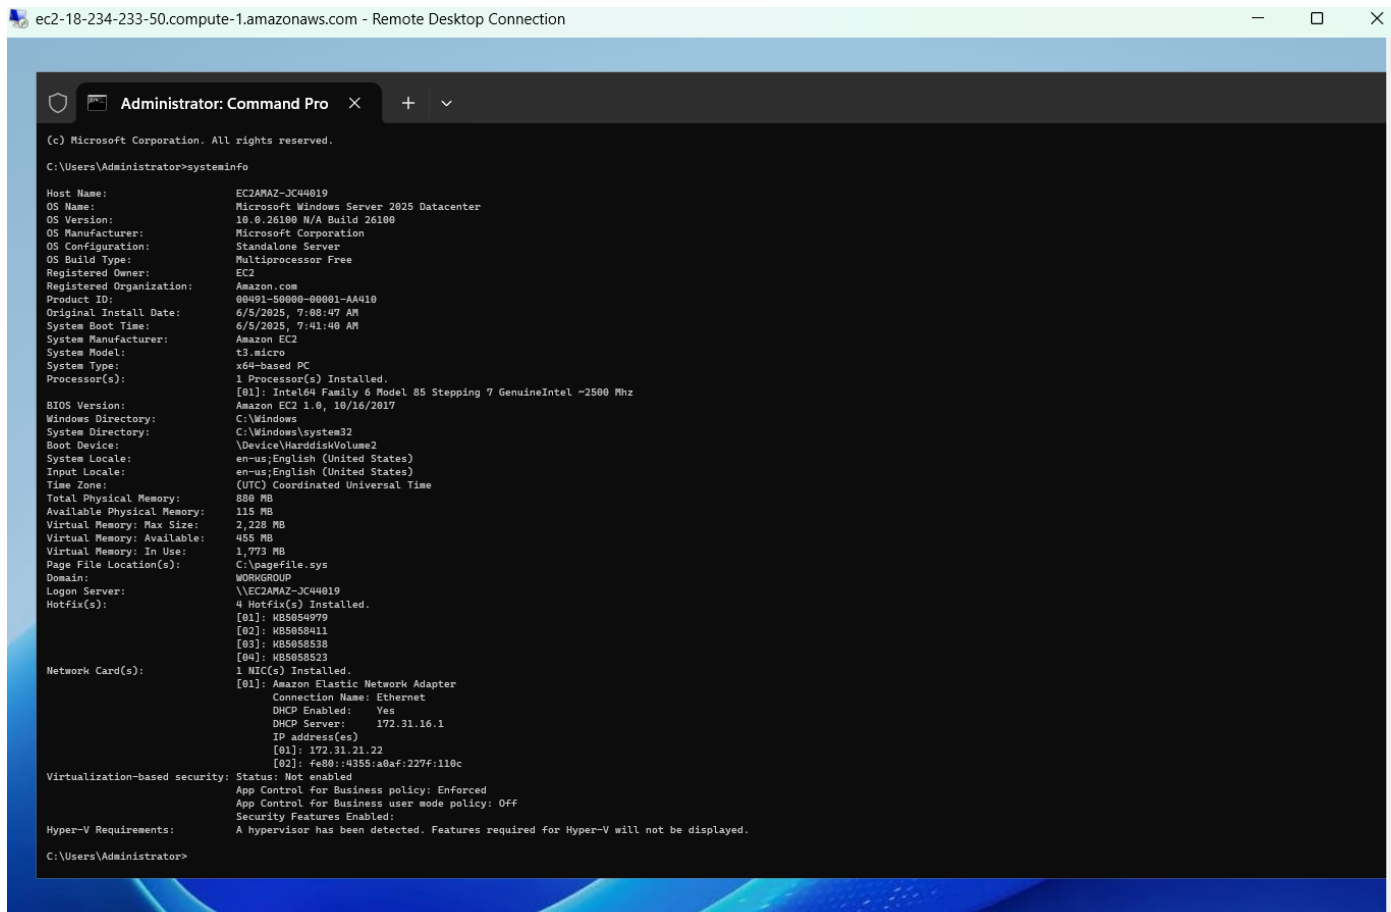 ec2-18-234-233-50.compute-1.amazonaws.com - Remote Desktop Connection
Administrator: Command Pro
(c) Microsoft Corporation. All rights reserved.
C:\Users\Administrator>systeminfo
Host Name: EC2AMAZ-JC44019
OS Name: Microsoft Windows Server 2025 Datacenter
OS Version: 10.0.26100 N/A Build 26100
OS Manufacturer: Microsoft Corporation
OS Configuration: Standalone Server
OS Build Type: Multiprocessor Free
Registered Owner: EC2
Registered Organization: Amazon.com
Product ID: 00491-50000-00001-AA410
Original Install Date: 6/5/2025, 7:08:47 AM
System Boot Time: 6/5/2025, 7:41:40 AM
System Manufacturer: Amazon EC2
System Model: t3.micro
System Type: x64-based PC
Processor(s): 1 Processor(s) Installed.
[01]: Intel64 Family 6 Model 85 Stepping 7 GenuineIntel ~2500 Mhz
BIOS Version: Amazon EC2 1.0, 10/16/2017
Windows Directory: C:\Windows
System Directory: C:\Windows\system32
Boot Device: \Device\HarddiskVolume2
System Locale: en-us;English (United States)
Input Locale: en-us;English (United States)
Time Zone: (UTC) Coordinated Universal Time
Total Physical Memory: 880 MB
Available Physical Memory: 115 MB
Virtual Memory: Max Size: 2,228 MB
Virtual Memory: Available: 455 MB
Virtual Memory: In Use: 1,773 MB
Page File Location(s): C:\pagefile.sys
Domain: WORKGROUP
Logon Server: \\EC2AMAZ-JC44019
Hotfix(s): 4 Hotfix(s) Installed.
[01]: KB5054979
[02]: KB5058411
[03]: KB5058538
[04]: KB5058523
Network Card(s): 1 NIC(s) Installed.
[01]: Amazon Elastic Network Adapter
Connection Name: Ethernet
DHCP Enabled: Yes
DHCP Server: 172.31.16.1
IP address(es)
[01]: 172.31.21.22
[02]: fe80::4355:a0af:227f:110c
Virtualization-based security: Status: Not enabled
App Control for Business policy: Enforced
App Control for Business user mode policy: Off
Security Features Enabled:
Hyper-V Requirements: A hypervisor has been detected. Features required for Hyper-V will not be displayed.
C:\Users\Administrator>